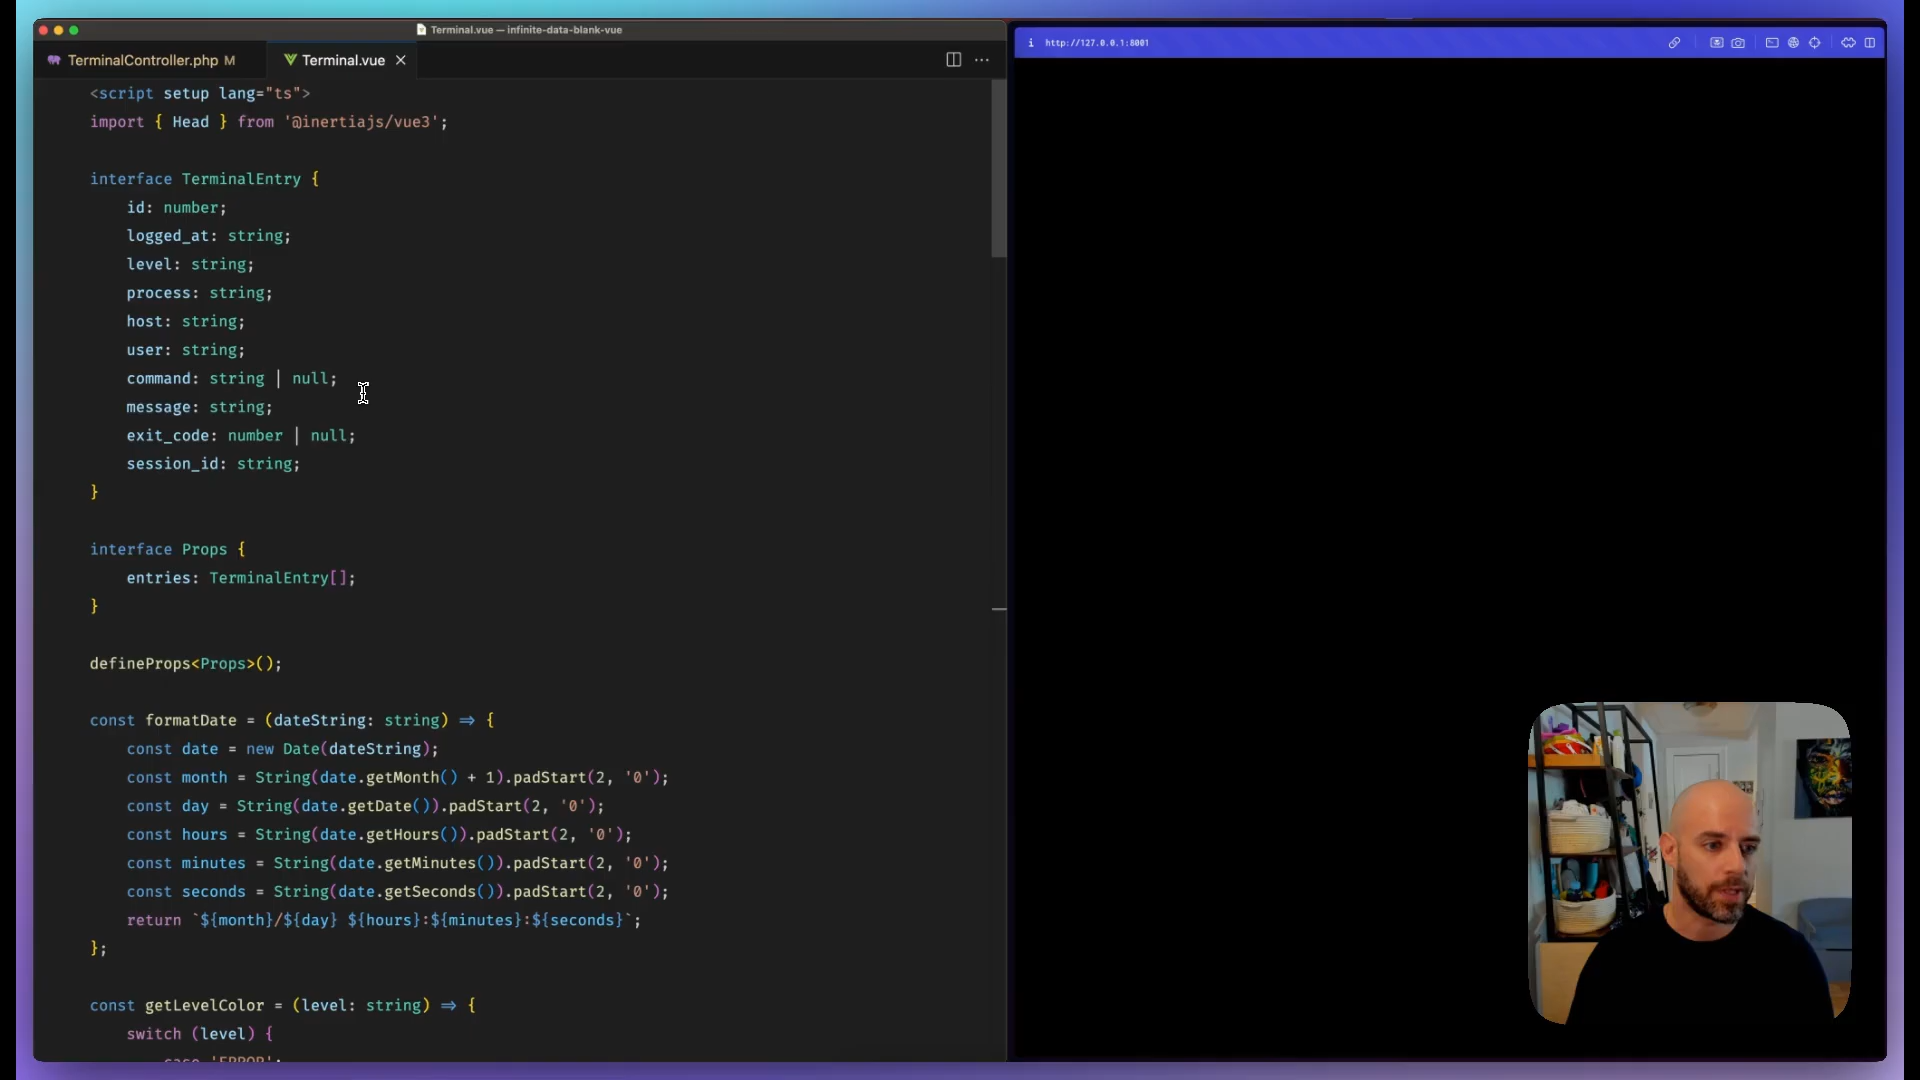 Terminal.vue — infinite-data-blank-vue
TerminalController.php M
Terminal.vue
http://127.0.0.1:8001
<script setup lang="ts">
import { Head } from '@inertiajs/vue3';
interface TerminalEntry {
id: number;
logged_at: string;
level: string;
process: string;
host: string;
user: string;
command: string | null;
message: string;
exit_code: number | null;
session_id: string;
}
interface Props {
entries: TerminalEntry[];
}
defineProps<Props>();
const formatDate = (dateString: string) => {
const date = new Date(dateString);
const month = String(date.getMonth() + 1).padStart(2, '0');
const day = String(date.getDate()).padStart(2, '0');
const hours = String(date.getHours()).padStart(2, '0');
const minutes = String(date.getMinutes()).padStart(2, '0');
const seconds = String(date.getSeconds()).padStart(2, '0');
return `${month}/${day} ${hours}:${minutes}:${seconds}`;
};
const getLevelColor = (level: string) => {
switch (level) {
case 'ERROR':